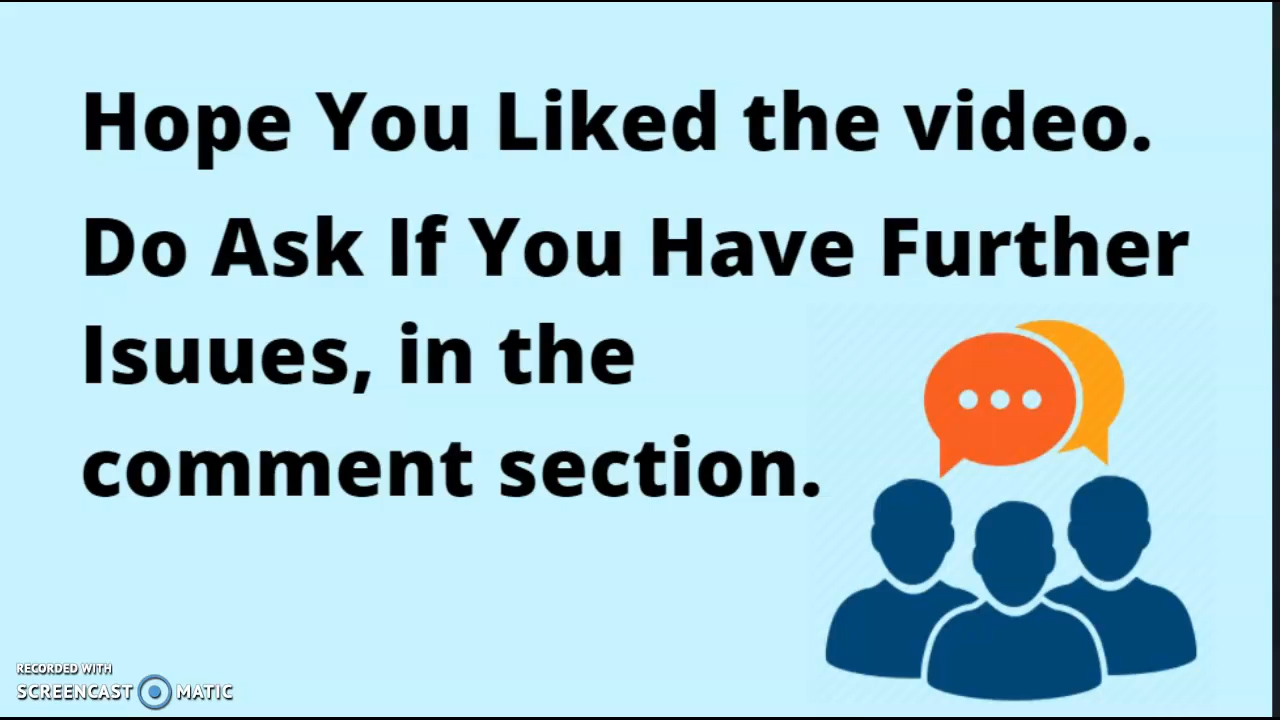 Hope You Liked the video.
Do Ask If You Have Further
Isuues, in the
comment section.
RECORDED WITH
SCREENCAST MATIC